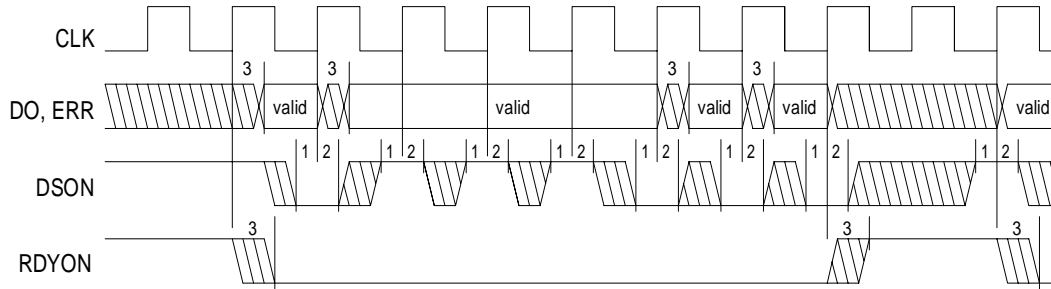 CLK
3 3 3 3
DO, ERR valid valid valid valid valid
1 2 1 2 1 2 1 2 1 2 1 2 1 2 1 2
DSON
3 3 3
RDYON